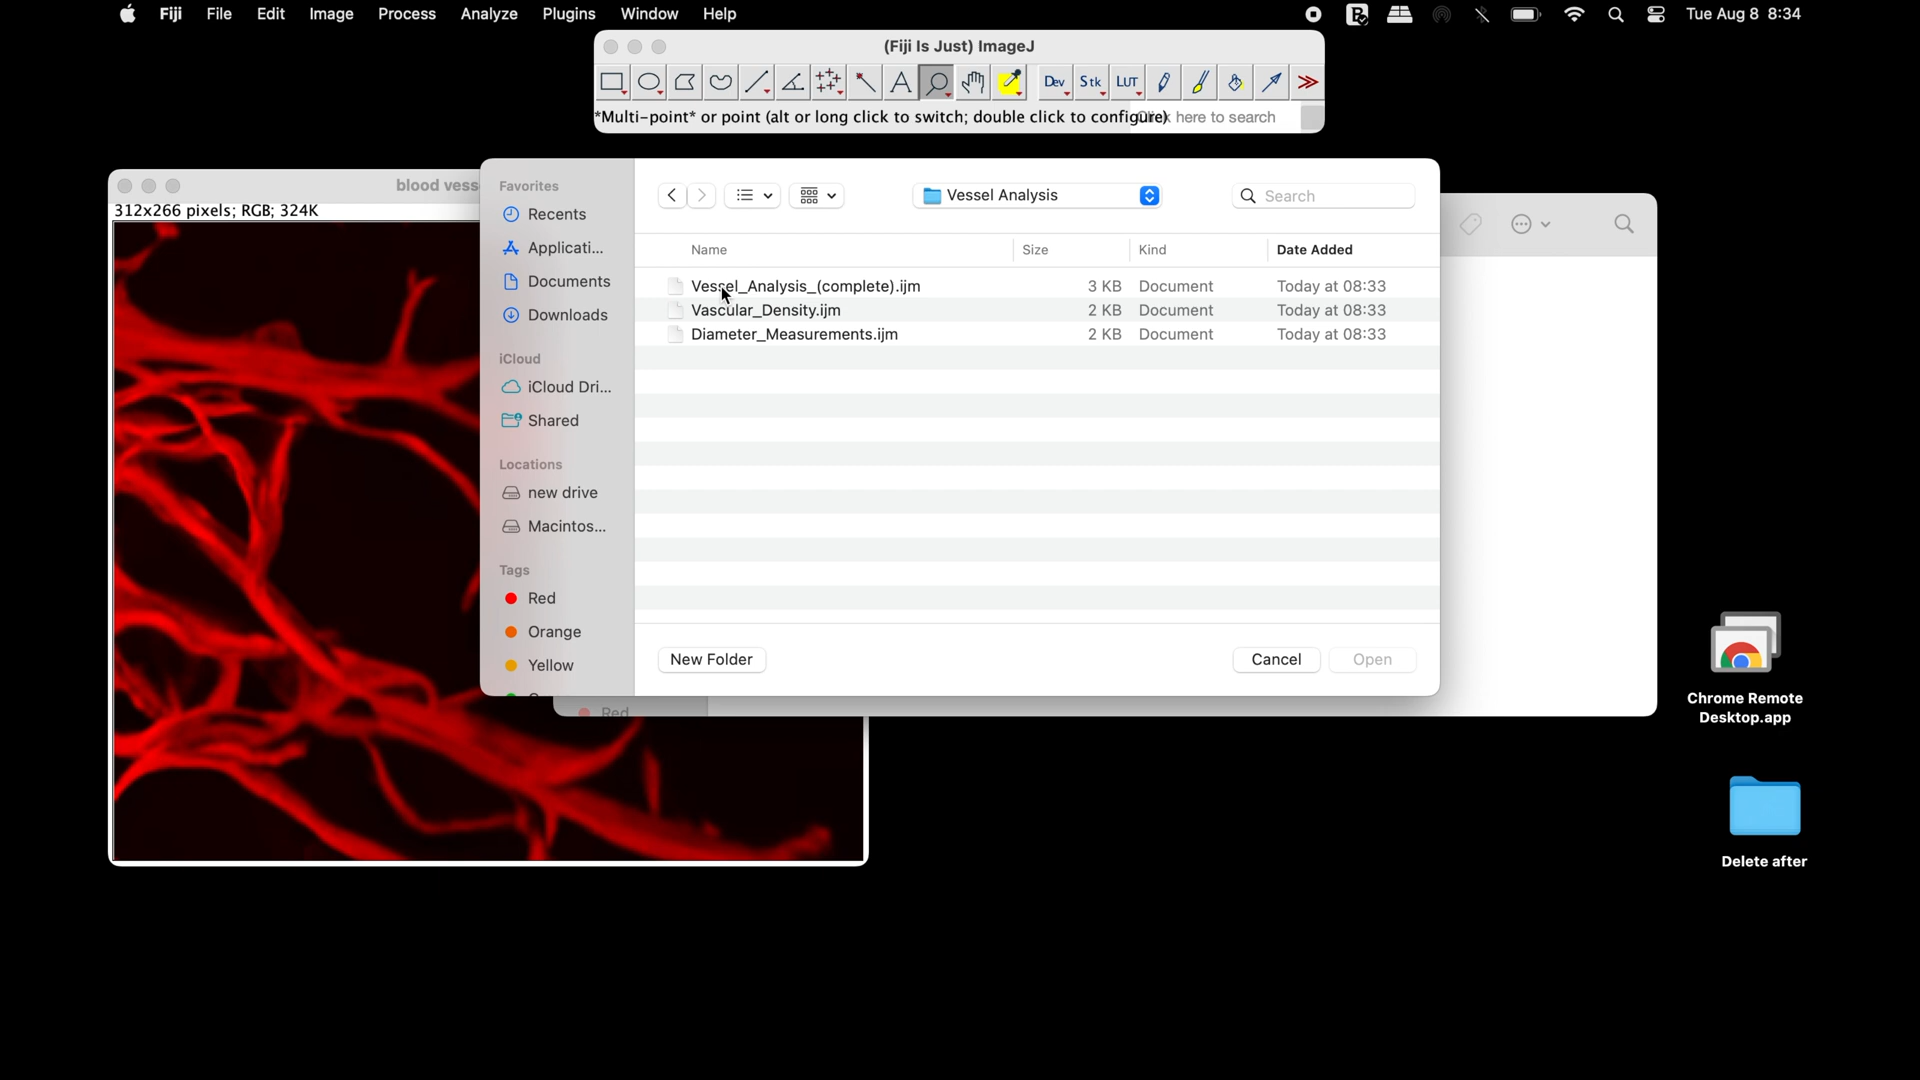 Fiji File Edit Image Process Analyze Plugins Window Help
Tue Aug 8 8:34
(Fiji Is Just) ImageJ
Dev Stk LUT
*Multi-point* or point (alt or long click to switch; double click to configure)
here to search
blood vess
312x266 pixels; RGB; 324K
Favorites
Recents
Applicati...
Documents
Downloads
iCloud
iCloud Dri...
Shared
Locations
new drive
Macintos...
Tags
Red
Orange
Yellow
Vessel Analysis
Search
Name Size Kind Date Added
Vessel_Analysis_(complete).ijm 3 KB Document Today at 08:33
Vascular_Density.ijm 2 KB Document Today at 08:33
Diameter_Measurements.ijm 2 KB Document Today at 08:33
New Folder
Cancel
Open
Red
Chrome Remote
Desktop.app
Delete after